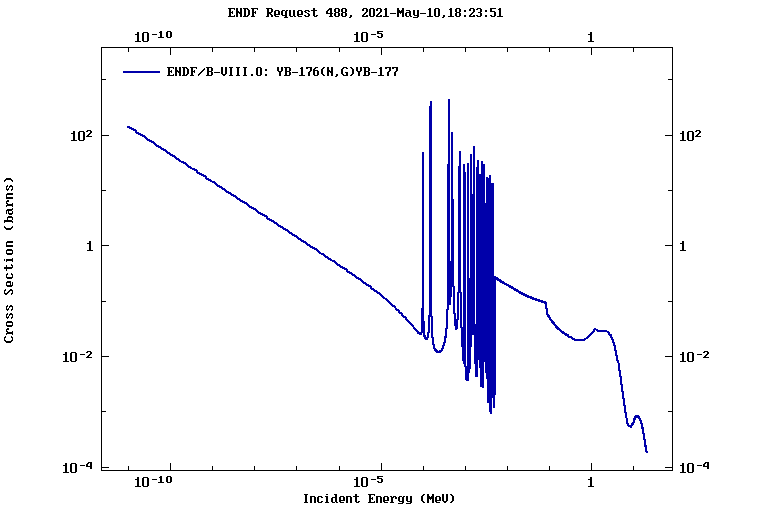 ENDF Request 488, 2021-May-10,18:23:51
10⁻¹⁰ 10⁻⁵ 1
ENDF/B-VIII.0: YB-176(N,G)YB-177
10² 10²
1 1
10⁻² 10⁻²
10⁻⁴ 10⁻⁴
Cross Section (barns)
10⁻¹⁰ 10⁻⁵ 1
Incident Energy (MeV)